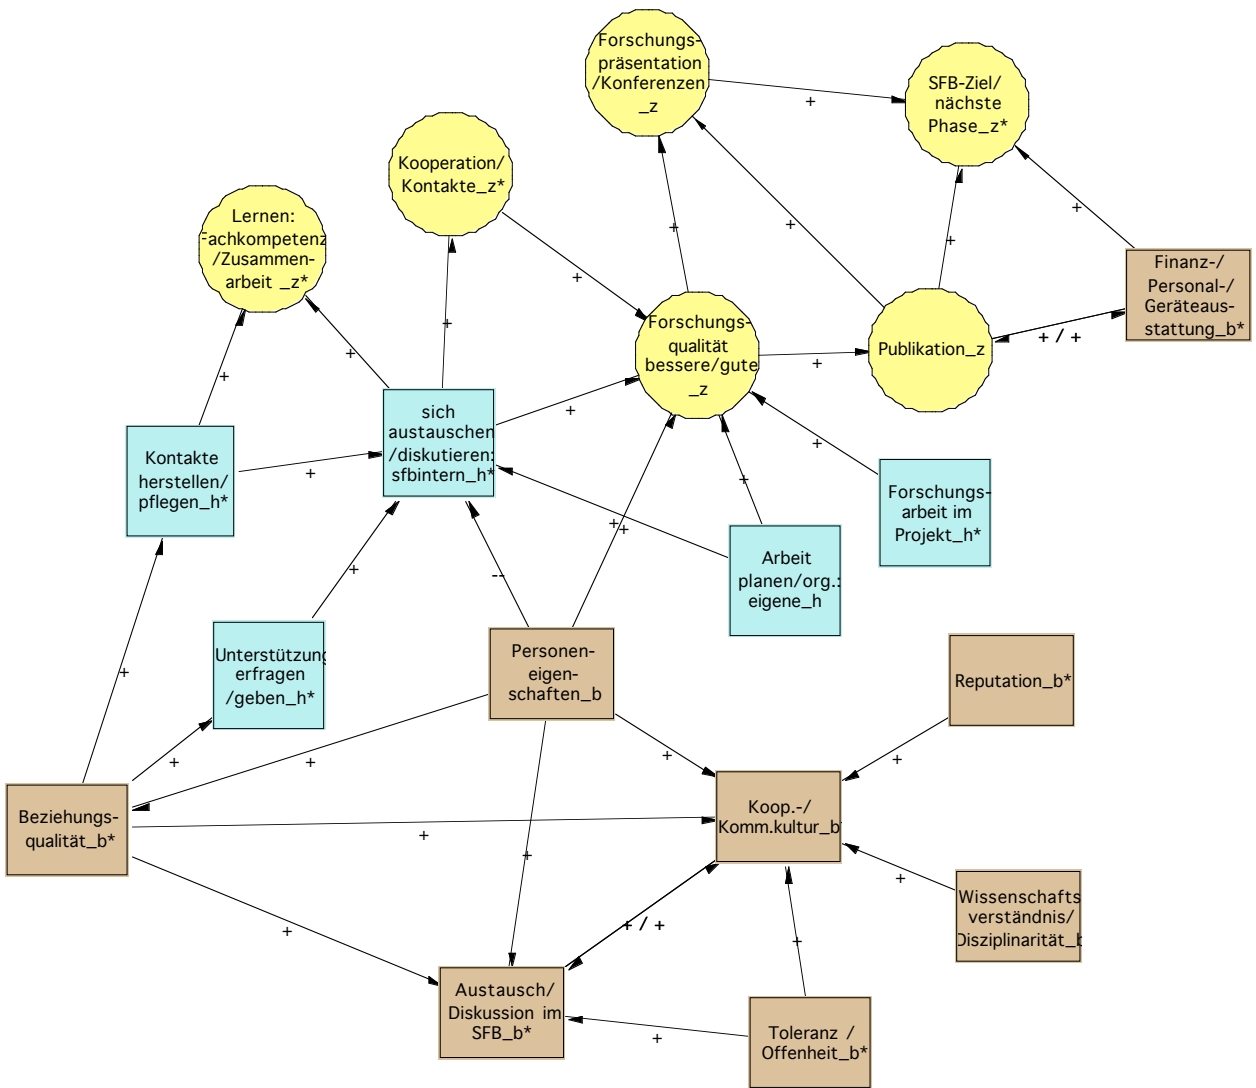 Forschungs-
präsentation
/Konferenzen
_z
SFB-Ziel/
nächste
Phase_z*
+
Kooperation/
Kontakte_z*
Lernen:
Fachkompetenz
/Zusammen-
arbeit _z*
+
+
+
+
+
Finanz-/
Personal-/
Geräteaus-
stattung_b*
Forschungs-
qualität
bessere/gute
_z
Publikation_z
+ / +
+
+
+
+
+
sich
austauschen
/diskutieren:
sfbintern_h*
Kontakte
herstellen/
pflegen_h*
+
+
+
+
Forschungs-
arbeit im
Projekt_h*
+
+
Arbeit
planen/org.:
eigene_h
+
--
Unterstützung
erfragen
/geben_h*
Personen-
eigen-
schaften_b
Reputation_b*
+
+
+
+
+
Beziehungs-
qualität_b*
Koop.-/
Komm.kultur_b
+
+
+
Wissenschafts
verständnis/
Disziplinarität_b
+
+ / +
+
Austausch/
Diskussion im
SFB_b*
+
Toleranz /
Offenheit_b*